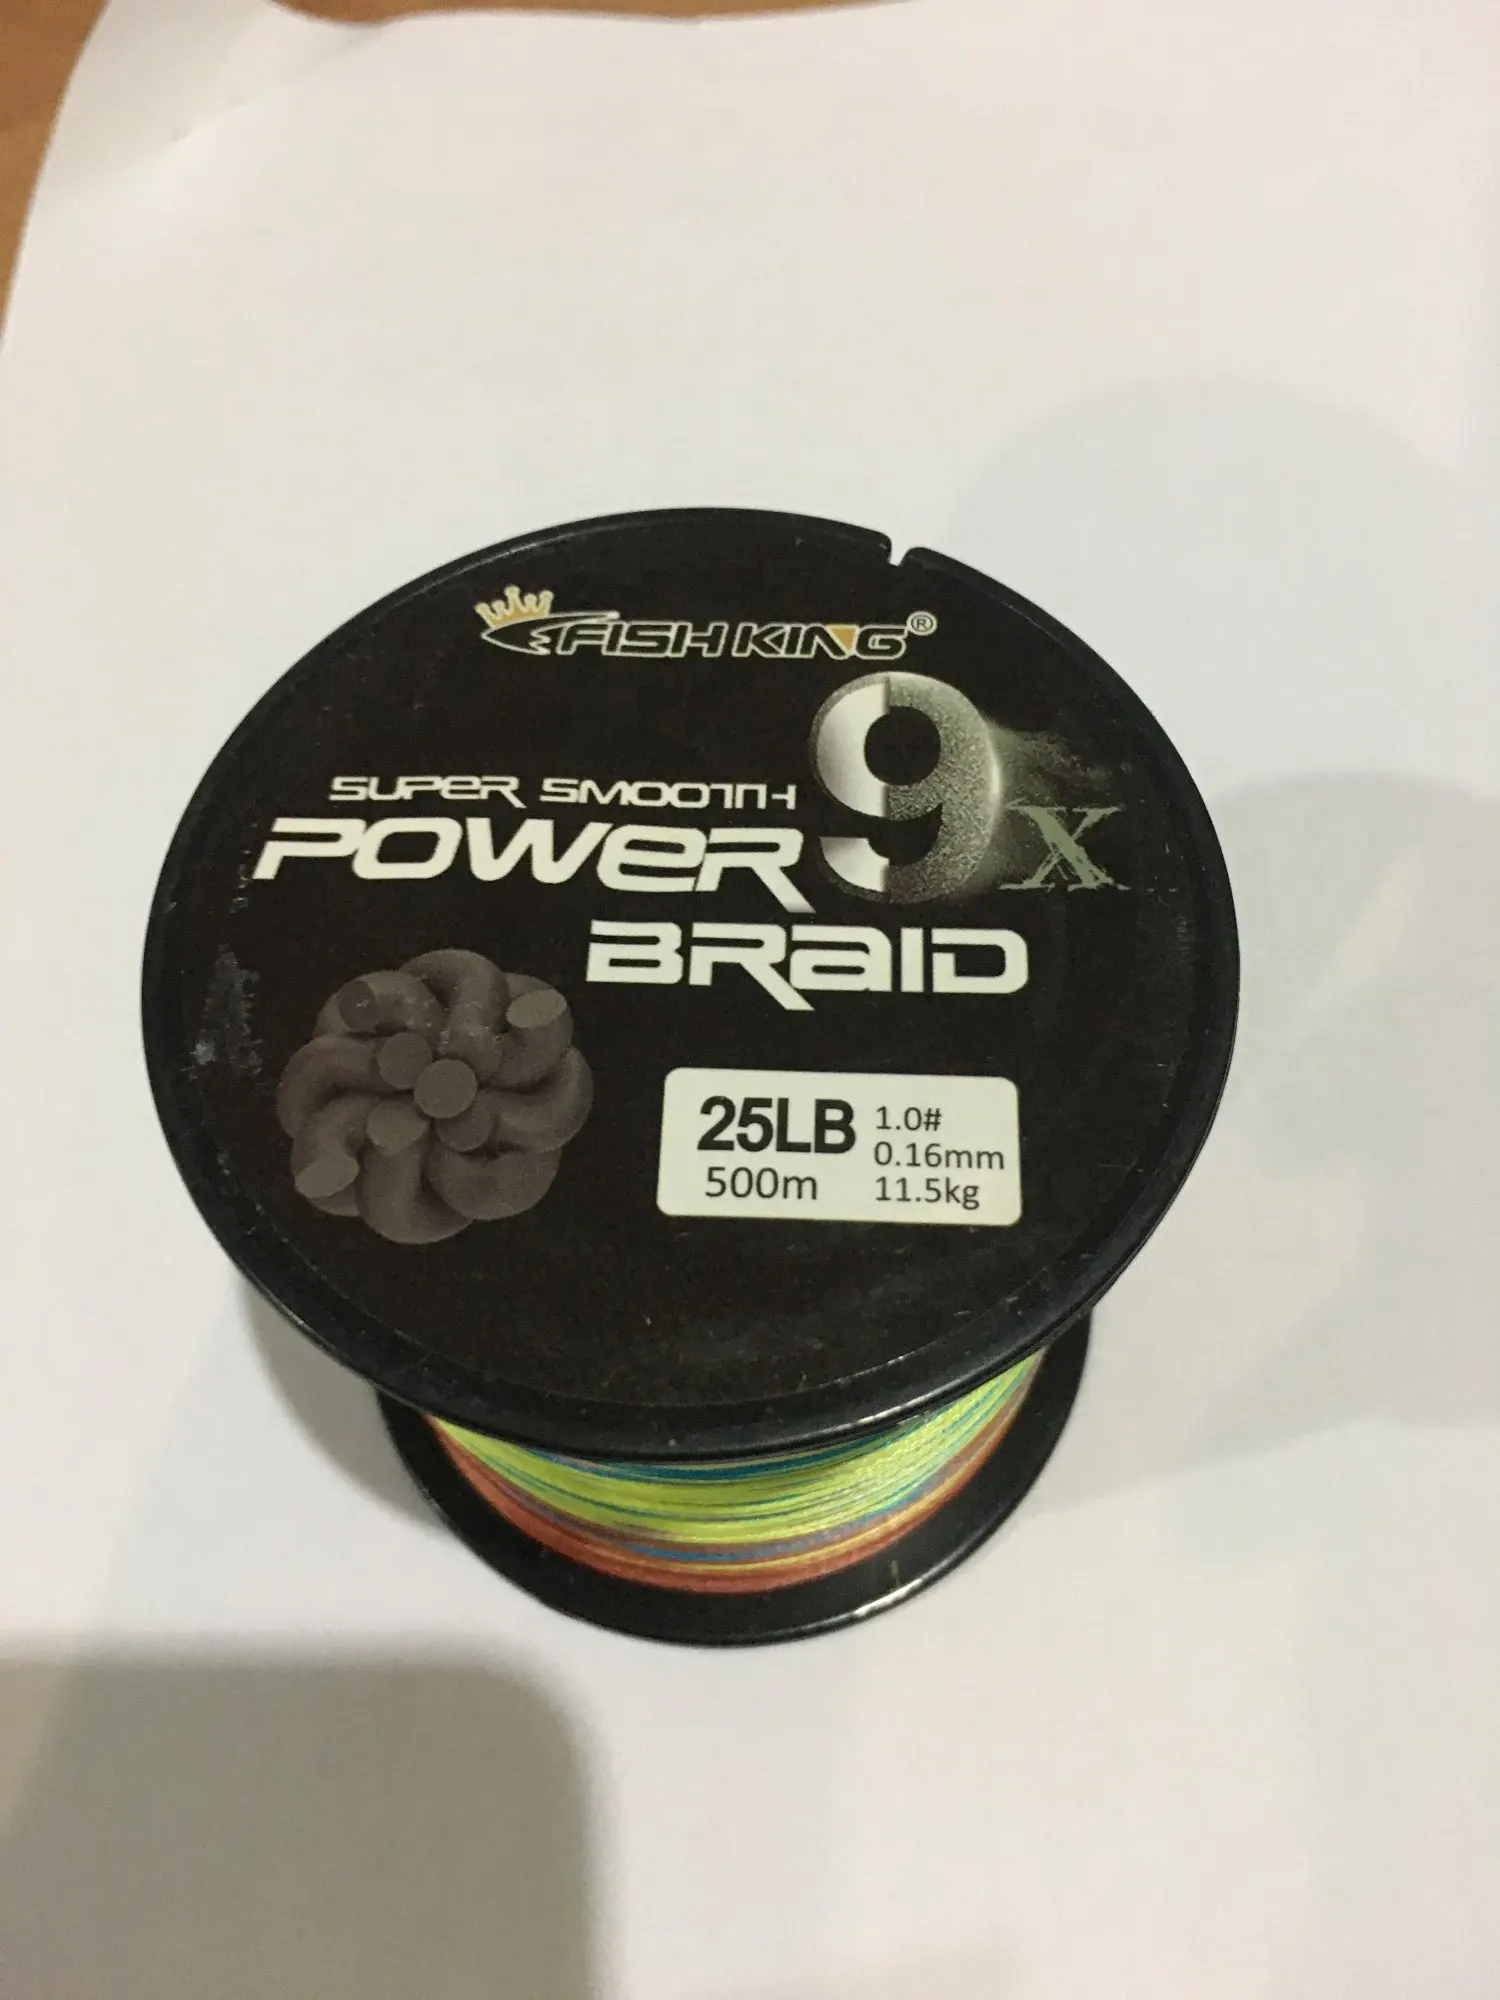 FISH KING®
9X
SUPER SMOOTH
POWER
BRAID
25LB
500m
1.0#
0.16mm
11.5kg